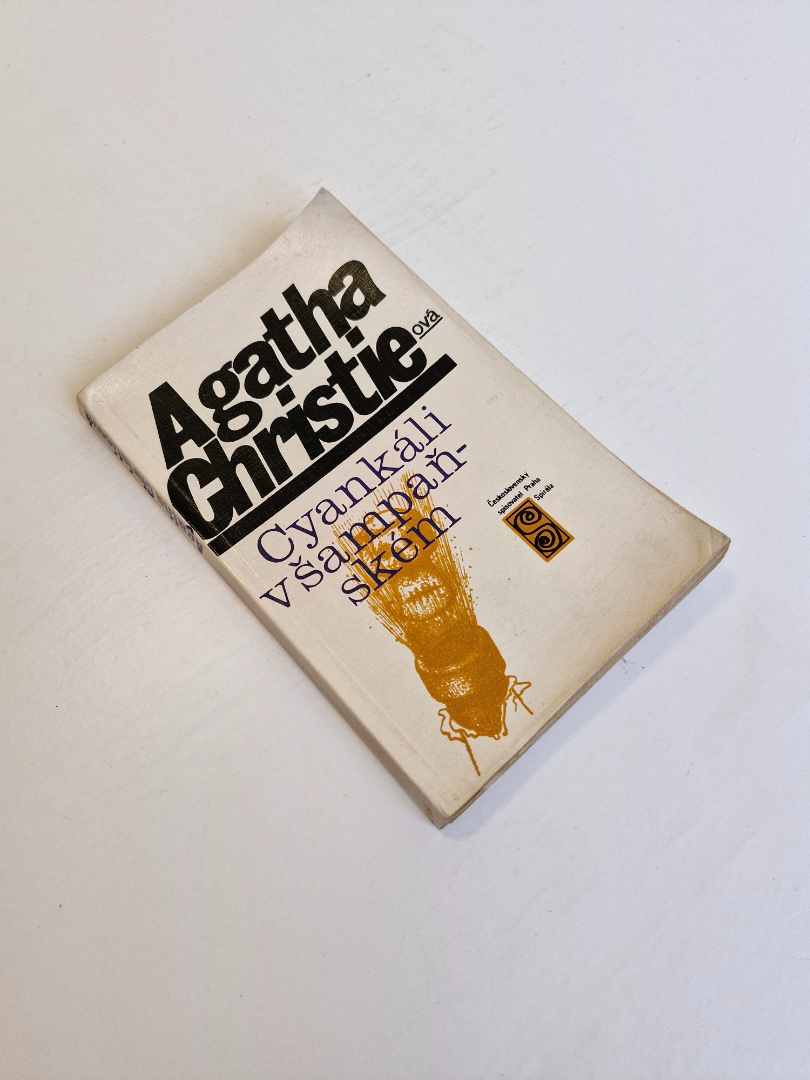 Agatha
Christie
ová
Cyankáli
v šampaň-
ském
Československý
spisovatel Praha
Spirála